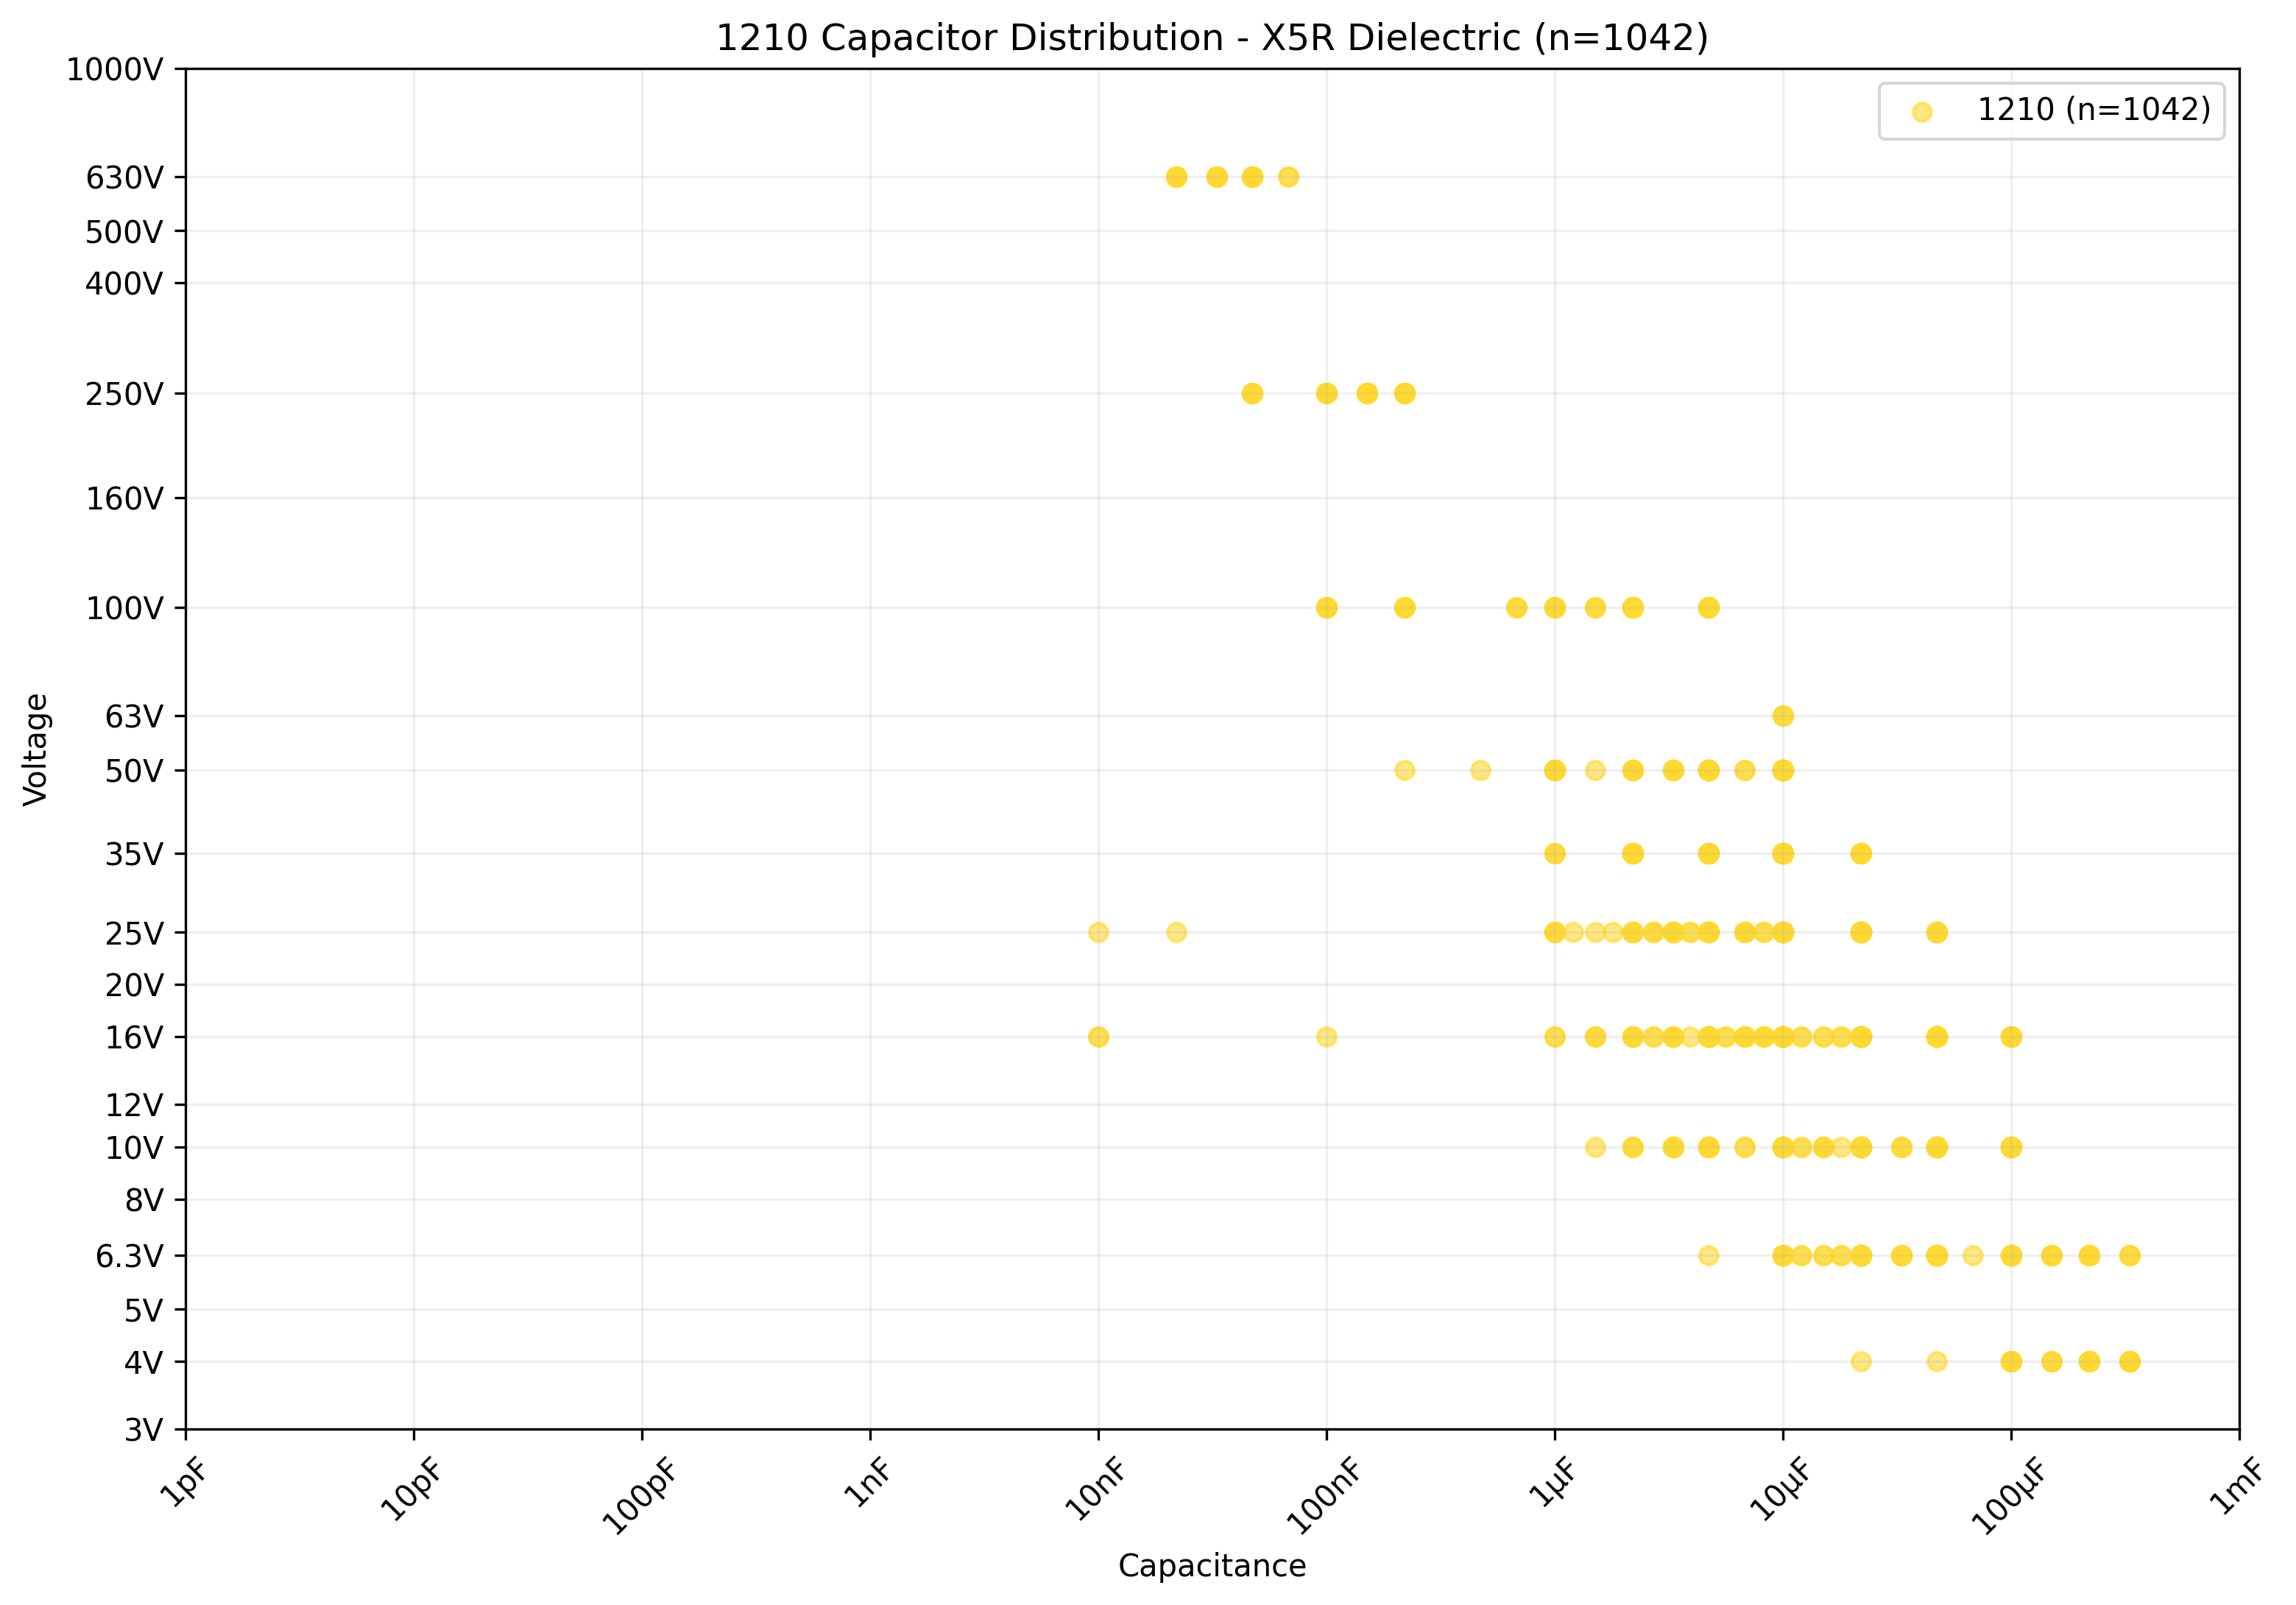 1210 Capacitor Distribution - X5R Dielectric (n=1042)
1210 (n=1042)
Voltage
1000V
630V
500V
400V
250V
160V
100V
63V
50V
35V
25V
20V
16V
12V
10V
8V
6.3V
5V
4V
3V
1pF
10pF
100pF
1nF
10nF
100nF
1µF
10µF
100µF
1mF
Capacitance